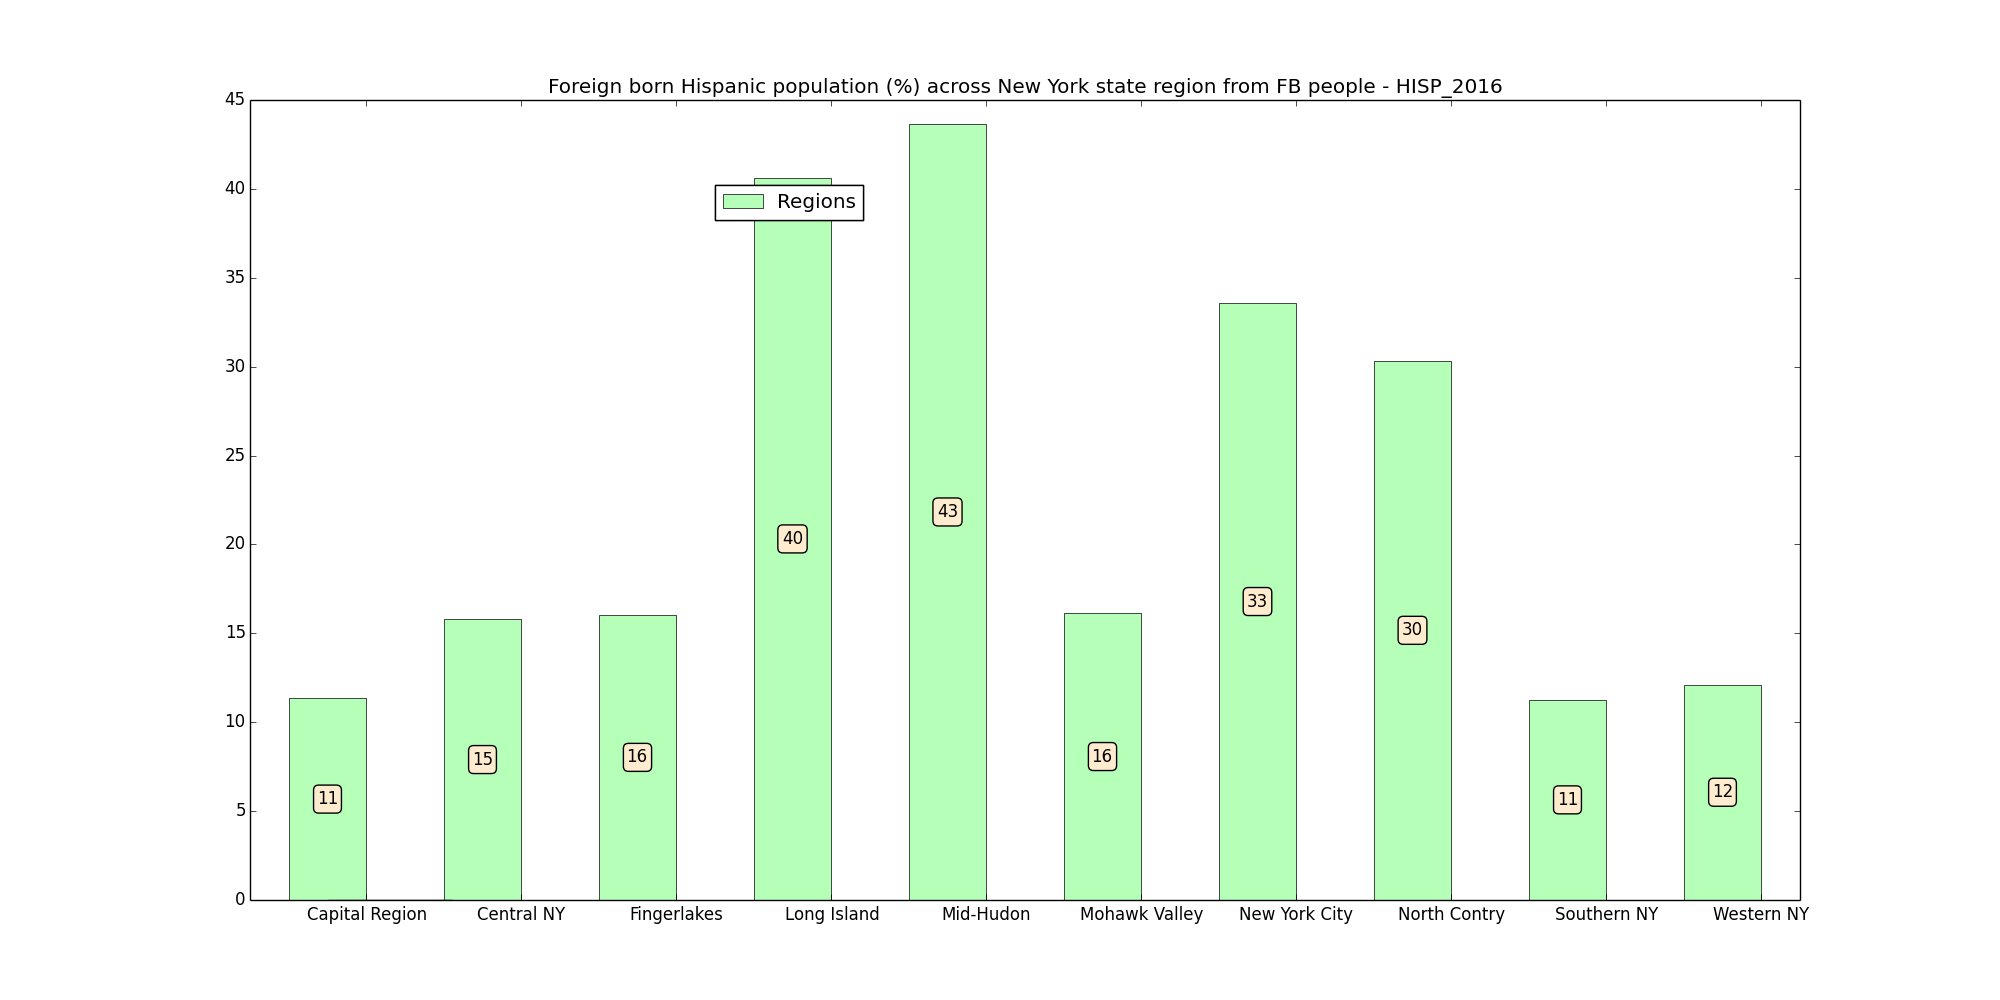 Foreign born Hispanic population (%) across New York state region from FB people - HISP_2016
45
40
35
30
25
20
15
10
5
0
Regions
11
15
16
40
43
16
33
30
11
12
Capital Region
Central NY
Fingerlakes
Long Island
Mid-Hudon
Mohawk Valley
New York City
North Contry
Southern NY
Western NY